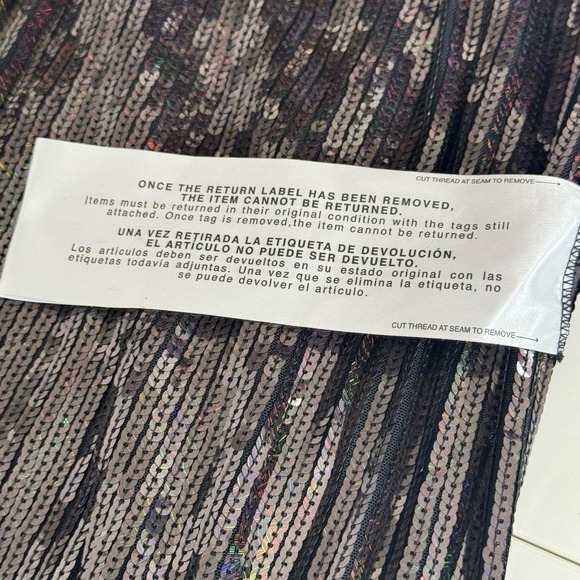 CUT THREAD AT SEAM TO REMOVE
ONCE THE RETURN LABEL HAS BEEN REMOVED,
THE ITEM CANNOT BE RETURNED.
Items must be returned in their original condition with the tags still
attached. Once tag is removed,the item cannot be returned.
UNA VEZ RETIRADA LA ETIQUETA DE DEVOLUCIÓN,
EL ARTÍCULO NO PUEDE SER DEVUELTO.
Los artículos deben ser devueltos en su estado original con las
etiquetas todavía adjuntas. Una vez que se elimina la etiqueta, no
se puede devolver el artículo.
CUT THREAD AT SEAM TO REMOVE